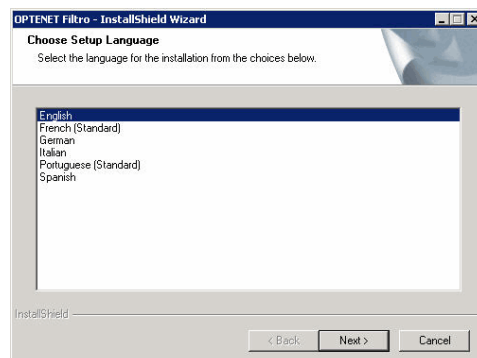 OPTENET Filtro - InstallShield Wizard
Choose Setup Language
Select the language for the installation from the choices below.
English
French (Standard)
German
Italian
Portuguese (Standard)
Spanish
InstallShield
< Back
Next >
Cancel